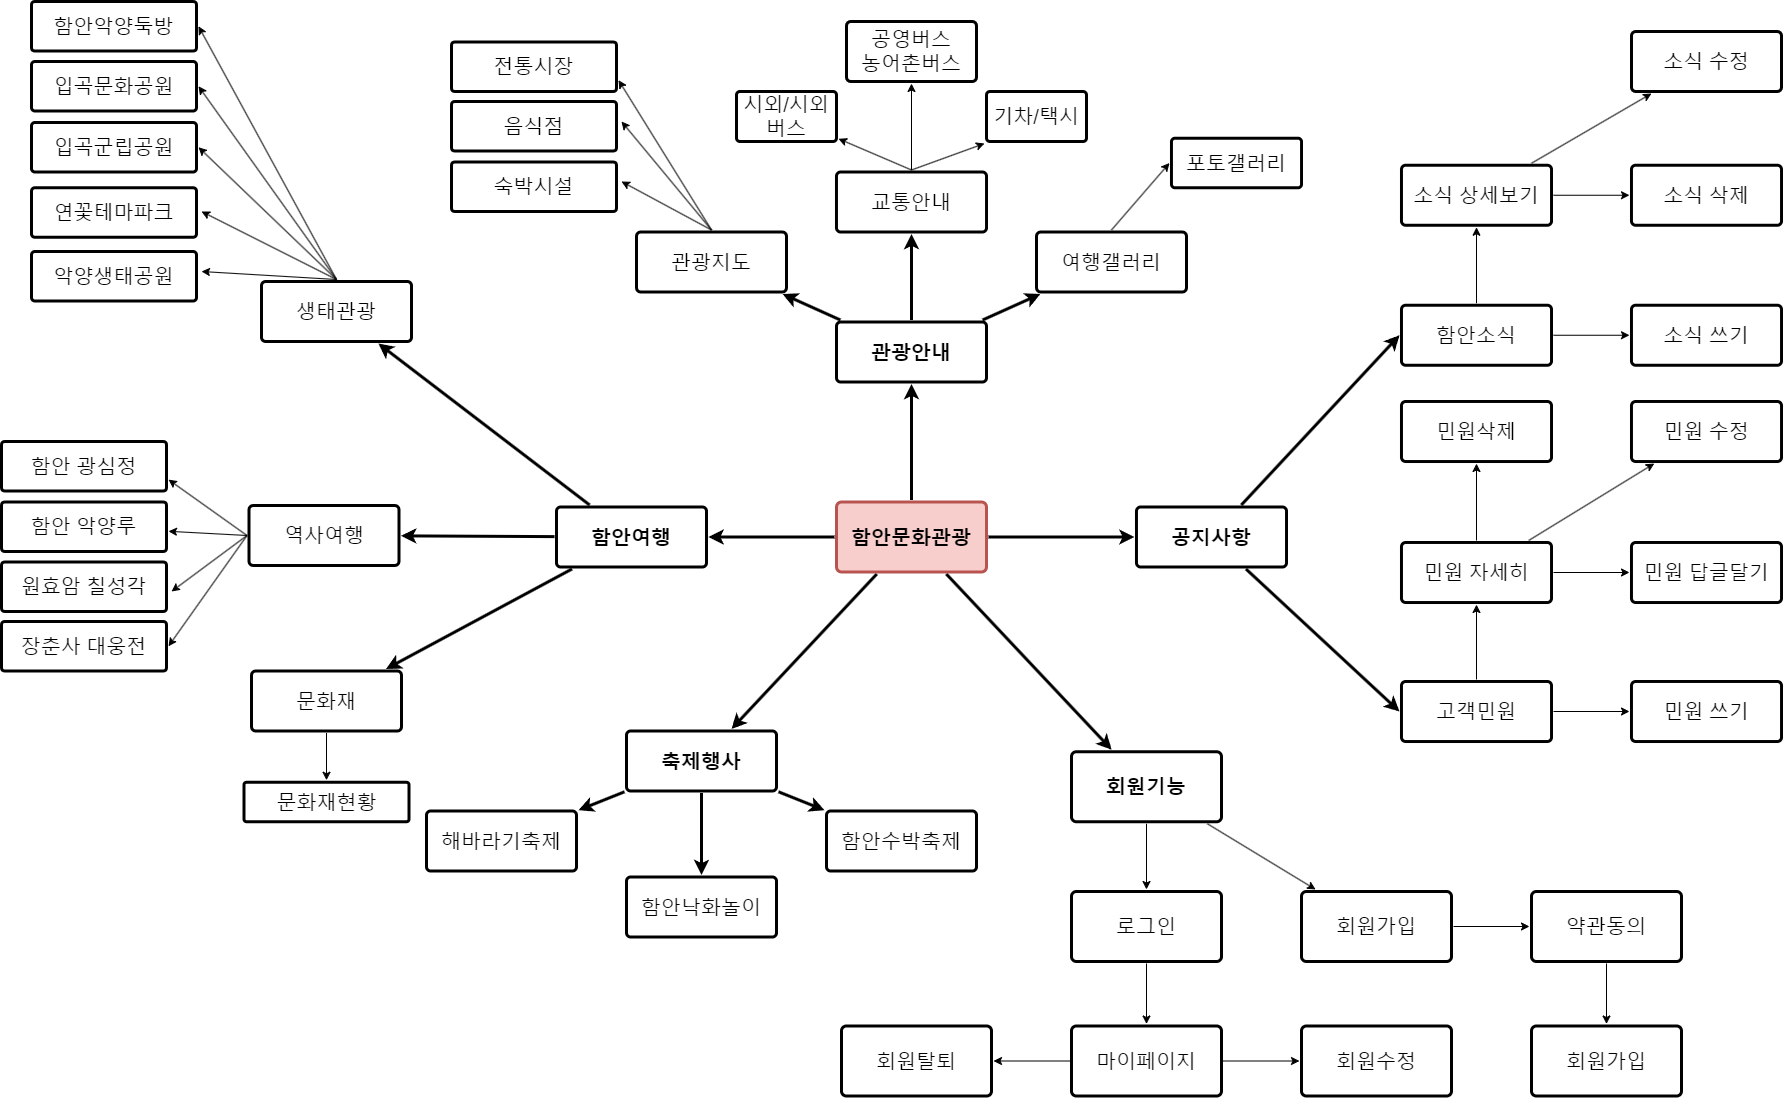 함안악양둑방
입곡문화공원
입곡군립공원
연꽃테마파크
악양생태공원
생태관광
전통시장
음식점
숙박시설
관광지도
공영버스
농어촌버스
시외/시외
버스
기차/택시
교통안내
포토갤러리
여행갤러리
관광안내
소식 수정
소식 상세보기
소식 삭제
함안소식
소식 쓰기
민원삭제
민원 수정
민원 자세히
민원 답글달기
고객민원
민원 쓰기
함안 광심정
함안 악양루
원효암 칠성각
장춘사 대웅전
역사여행
함안여행
함안문화관광
공지사항
문화재
문화재현황
축제행사
해바라기축제
함안낙화놀이
함안수박축제
회원기능
로그인
회원가입
약관동의
회원탈퇴
마이페이지
회원수정
회원가입